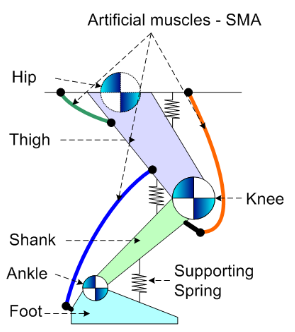 Artificial muscles - SMA
Hip
Thigh
Knee
Shank
Ankle
Supporting
Spring
Foot